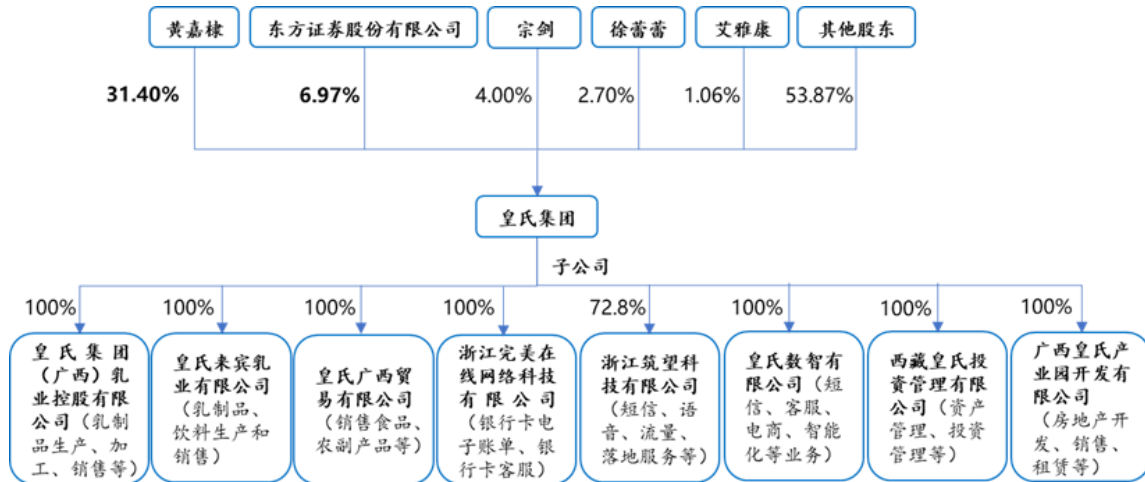 黄嘉棣
东方证券股份有限公司
宗剑
徐蕾蕾
艾雅康
其他股东
31.40%
6.97%
4.00%
2.70%
1.06%
53.87%
皇氏集团
子公司
100%
100%
100%
100%
72.8%
100%
100%
100%
皇氏集团
（广西）乳
业控股有限
公司（乳制
品生产、加
工、销售等）
皇氏来宾乳
业有限公司
（乳制品、
饮料生产和
销售）
皇氏广西贸
易有限公司
（销售食品、
农副产品等）
浙江完美在
线网络科技
有限公司
（银行卡电
子账单、银
行卡客服）
浙江筑望科
技有限公司
（短信、语
音、流量、
落地服务等）
皇氏数智有
限公司（短
信、客服、
电商、智能
化等业务）
西藏皇氏投
资管理有限
公司（资产
管理、投资
管理等）
广西皇氏产
业园开发有
限公司
（房地产开
发、销售、
租赁等）